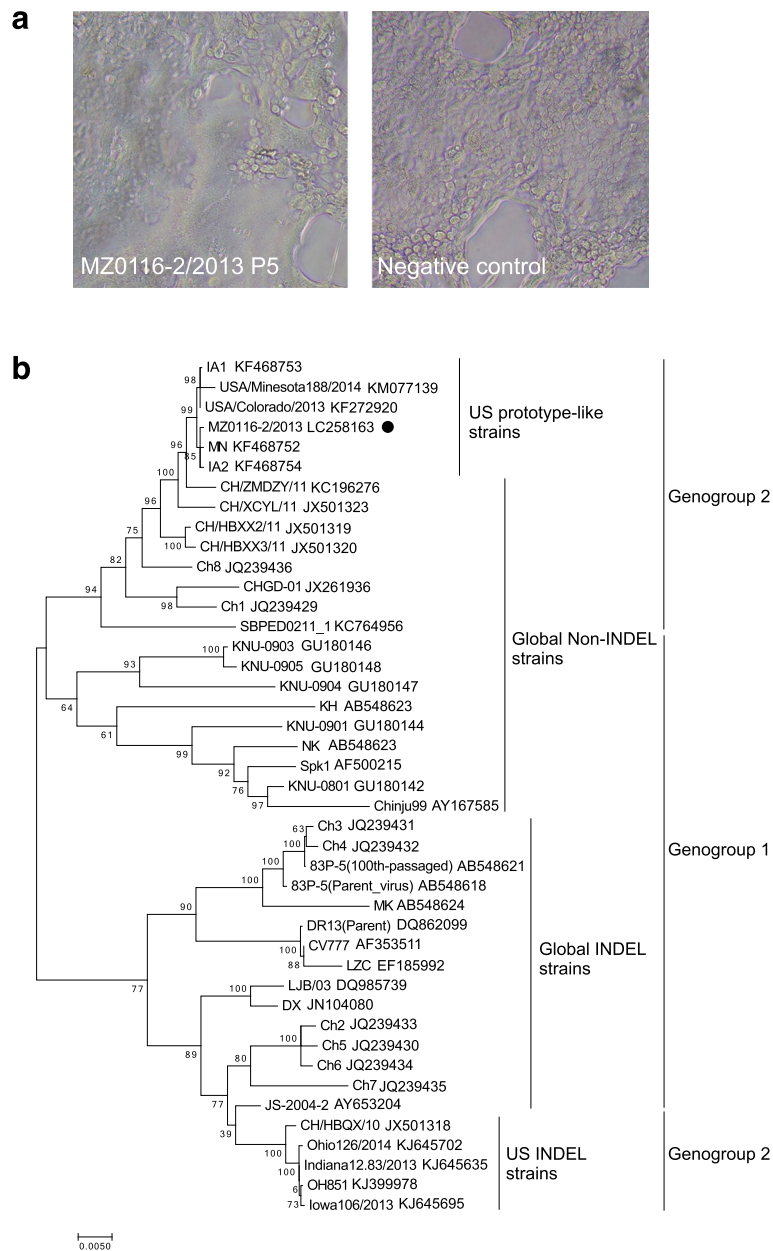 a
MZ0116-2/2013 P5
Negative control
b
IA1 KF468753
98
USA/Minesota188/2014 KM077139
99
USA/Colorado/2013 KF272920
MZ0116-2/2013 LC258163
US prototype-like
strains
96
MN KF468752
85
IA2 KF468754
100
CH/ZMDZY/11 KC196276
Genogroup 2
96
CH/XCYL/11 JX501323
75
CH/HBXX2/11 JX501319
100
CH/HBXX3/11 JX501320
82
Ch8 JQ239436
94
CHGD-01 JX261936
98
Ch1 JQ239429
SBPED0211_1 KC764956
Global Non-INDEL
strains
100
KNU-0903 GU180146
93
KNU-0905 GU180148
KNU-0904 GU180147
64
KH AB548623
61
KNU-0901 GU180144
99
NK AB548623
92
Spk1 AF500215
76
KNU-0801 GU180142
97
Chinju99 AY167585
63
Ch3 JQ239431
100
Ch4 JQ239432
Genogroup 1
100
83P-5(100th-passaged) AB548621
100
83P-5(Parent_virus) AB548618
90
MK AB548624
DR13(Parent) DQ862099
100
CV777 AF353511
Global INDEL
strains
88
LZC EF185992
77
100
LJB/03 DQ985739
DX JN104080
Ch2 JQ239433
100
Ch5 JQ239430
89
80
Ch6 JQ239434
Ch7 JQ239435
77
JS-2004-2 AY653204
39
CH/HBQX/10 JX501318
100
Ohio126/2014 KJ645702
US INDEL
strains
Genogroup 2
100
Indiana12.83/2013 KJ645635
6
OH851 KJ399978
73
Iowa106/2013 KJ645695
0.0050